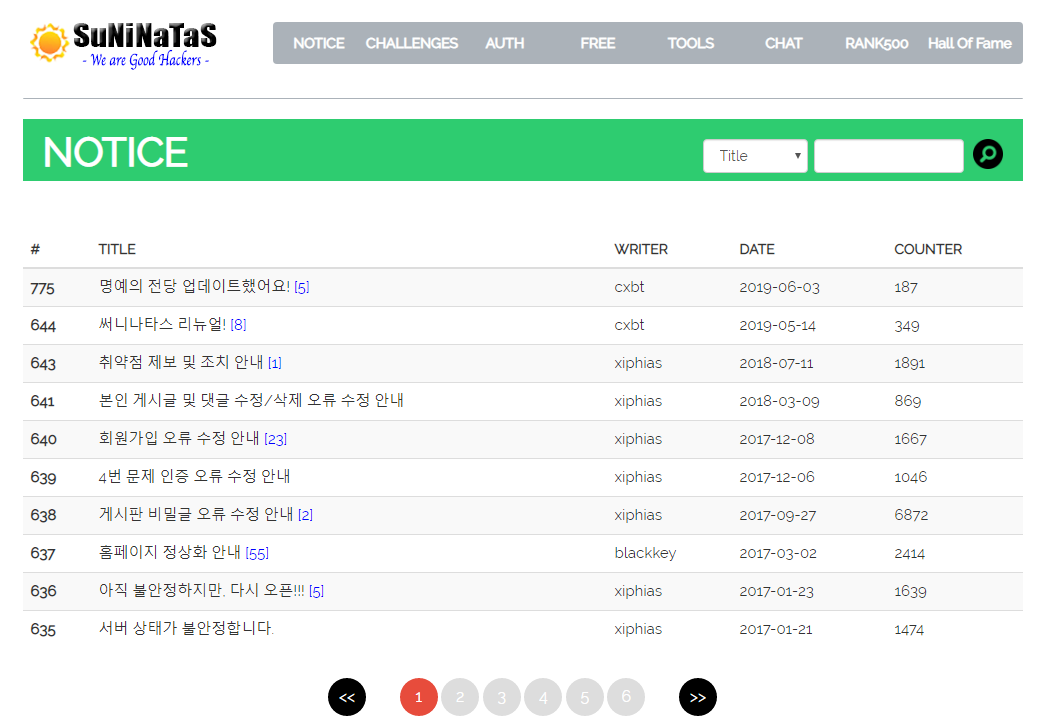 SuNiNaTaS
- We are Good Hackers -
NOTICE CHALLENGES AUTH FREE TOOLS CHAT RANK500 Hall Of Fame
NOTICE Title
# TITLE WRITER DATE COUNTER
775 명예의 전당 업데이트했어요! [5] cxbt 2019-06-03 187
644 써니나타스 리뉴얼! [8] cxbt 2019-05-14 349
643 취약점 제보 및 조치 안내 [1] xiphias 2018-07-11 1891
641 본인 게시글 및 댓글 수정/삭제 오류 수정 안내 xiphias 2018-03-09 869
640 회원가입 오류 수정 안내 [23] xiphias 2017-12-08 1667
639 4번 문제 인증 오류 수정 안내 xiphias 2017-12-06 1046
638 게시판 비밀글 오류 수정 안내 [2] xiphias 2017-09-27 6872
637 홈페이지 정상화 안내 [55] blackkey 2017-03-02 2414
636 아직 불안정하지만, 다시 오픈!!! [5] xiphias 2017-01-23 1639
635 서버 상태가 불안정합니다. xiphias 2017-01-21 1474
<< 1 2 3 4 5 6 >>